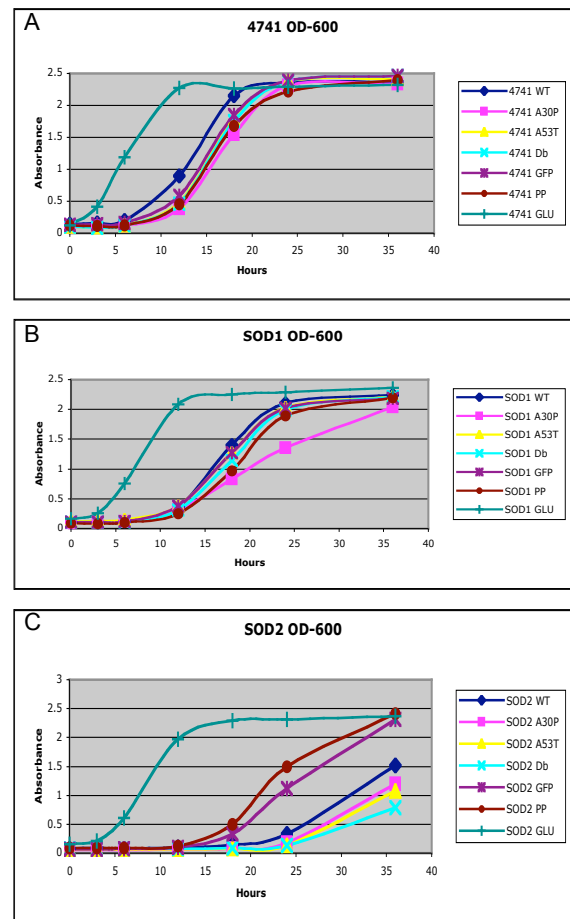 A
4741 OD-600
2.5
2
1.5
1
0.5
0
Absorbance
0 5 10 15 20 25 30 35 40
Hours
4741 WT
4741 A30P
4741 A53T
4741 Db
4741 GFP
4741 PP
4741 GLU
B
SOD1 OD-600
2.5
2
1.5
1
0.5
0
Absorbance
0 5 10 15 20 25 30 35 40
Hours
SOD1 WT
SOD1 A30P
SOD1 A53T
SOD1 Db
SOD1 GFP
SOD1 PP
SOD1 GLU
C
SOD2 OD-600
3
2.5
2
1.5
1
0.5
0
Absorbance
0 5 10 15 20 25 30 35 40
Hours
SOD2 WT
SOD2 A30P
SOD2 A53T
SOD2 Db
SOD2 GFP
SOD2 PP
SOD2 GLU